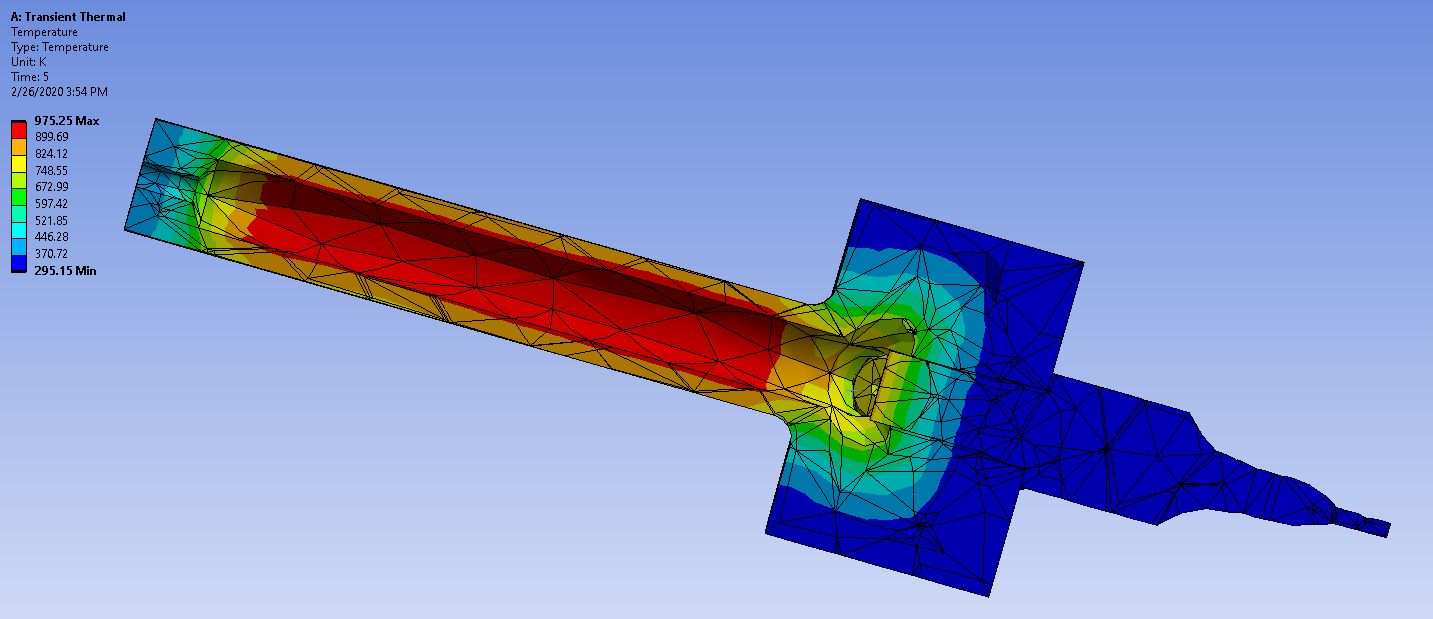 A: Transient Thermal
Temperature
Type: Temperature
Unit: K
Time: 5
2/26/2020 3:54 PM
975.25 Max
899.69
824.12
748.55
672.99
597.42
521.85
446.28
370.72
295.15 Min